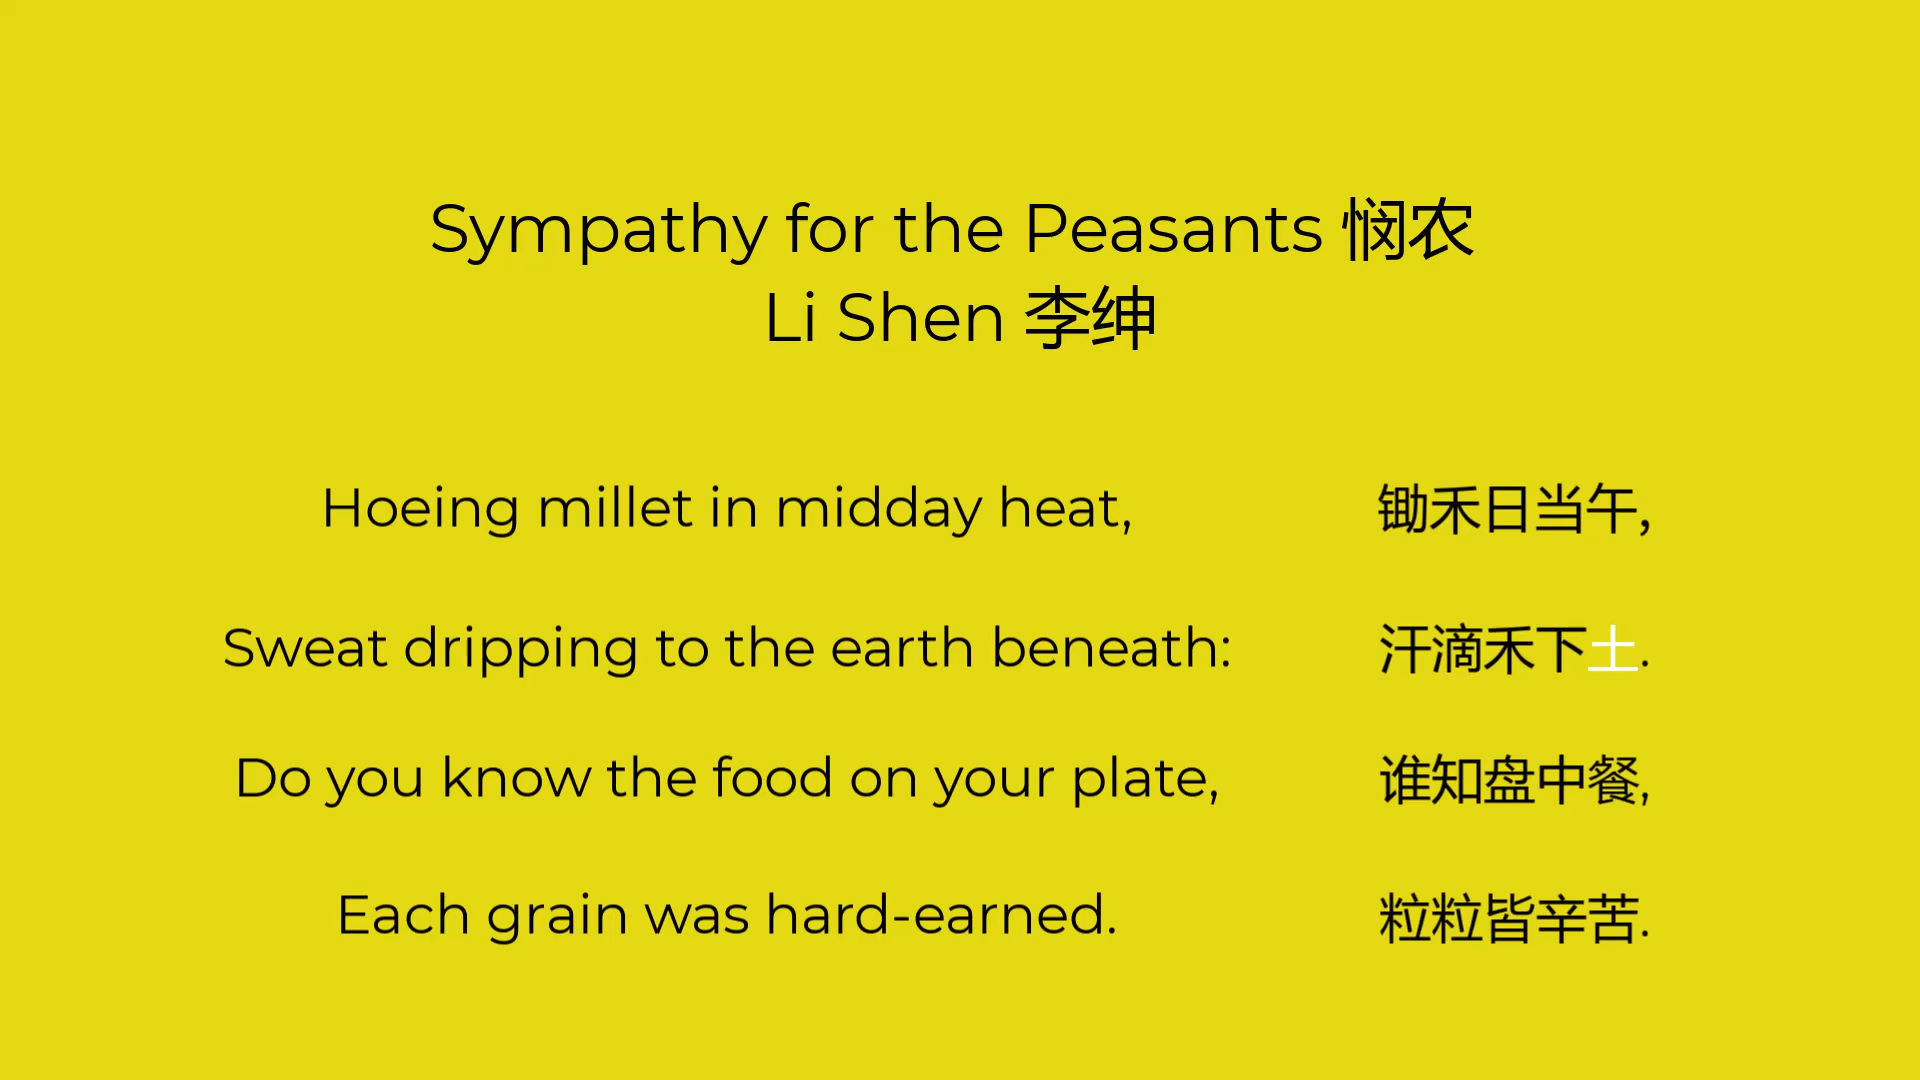 Sympathy for the Peasants 悯农
Li Shen 李绅
Hoeing millet in midday heat, 锄禾日当午,
Sweat dripping to the earth beneath: 汗滴禾下土.
Do you know the food on your plate, 谁知盘中餐,
Each grain was hard-earned. 粒粒皆辛苦.